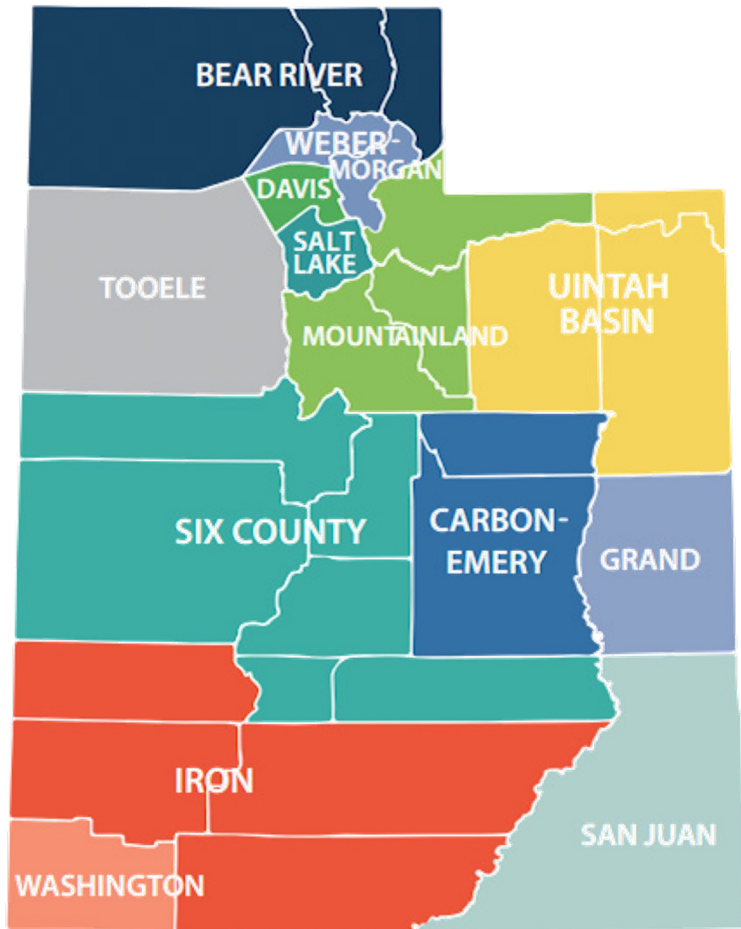 BEAR RIVER
WEBER-
MORGAN
DAVIS
SALT
LAKE
TOOELE
UINTAH
BASIN
MOUNTAINLAND
SIX COUNTY
CARBON-
EMERY
GRAND
IRON
SAN JUAN
WASHINGTON